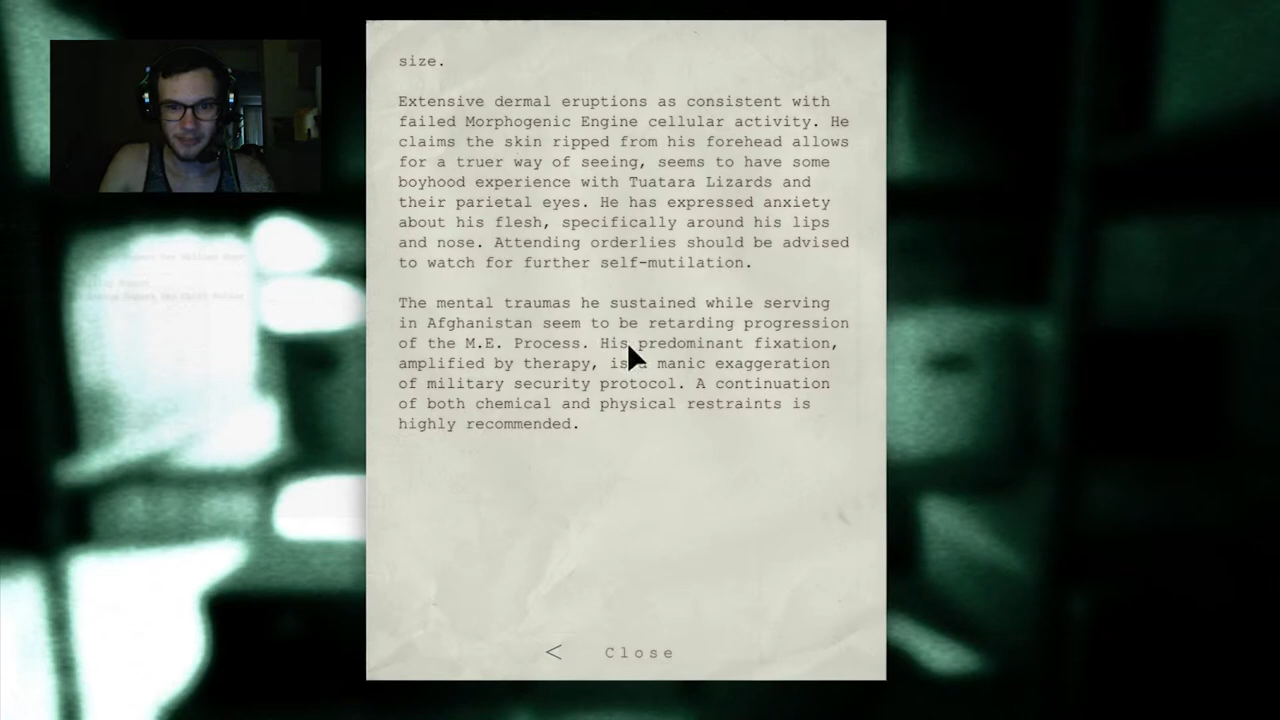 size.
Extensive dermal eruptions as consistent with
failed Morphogenic Engine cellular activity. He
claims the skin ripped from his forehead allows
for a truer way of seeing, seems to have some
boyhood experience with Tuatara Lizards and
their parietal eyes. He has expressed anxiety
about his flesh, specifically around his lips
and nose. Attending orderlies should be advised
to watch for further self-mutilation.
The mental traumas he sustained while serving
in Afghanistan seem to be retarding progression
of the M.E. Process. His predominant fixation,
amplified by therapy, is a manic exaggeration
of military security protocol. A continuation
of both chemical and physical restraints is
highly recommended.
< Close